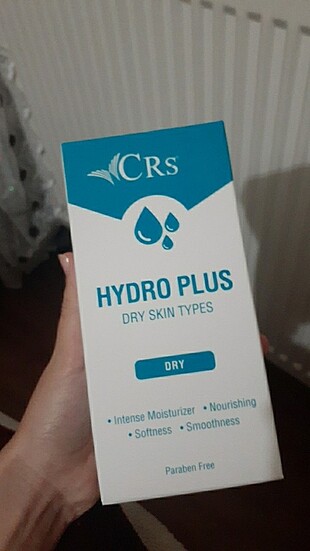 CRS
HYDRO PLUS
DRY SKIN TYPES
DRY
• Intense Moisturizer • Nourishing
• Softness • Smoothness
Paraben Free